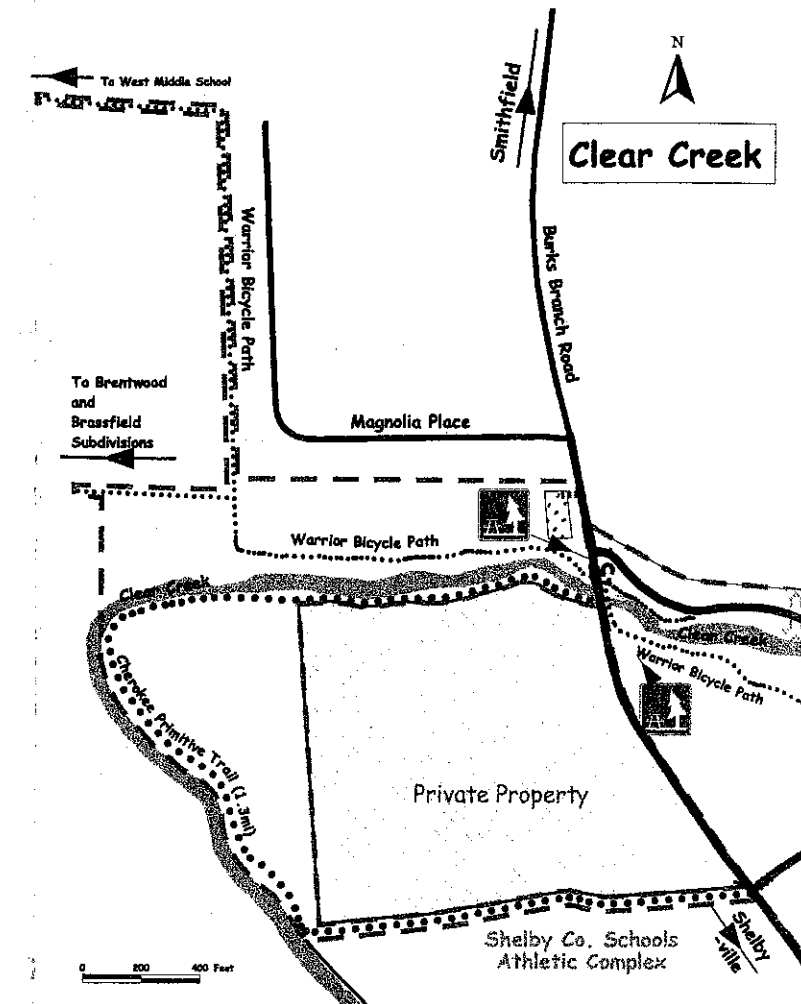 To West Middle School
N
Smithfield
Clear Creek
Warrior Bicycle Path
Burks Branch Road
To Brentwood
and
Brassfield
Subdivisions
Magnolia Place
Warrior Bicycle Path
Clear Creek
Clear Creek
Warrior Bicycle Path
Cherokee Primitive Trail (1.3mi)
Private Property
Shelby
-ville
Shelby Co. Schools
Athletic Complex
0 200 400 Feet